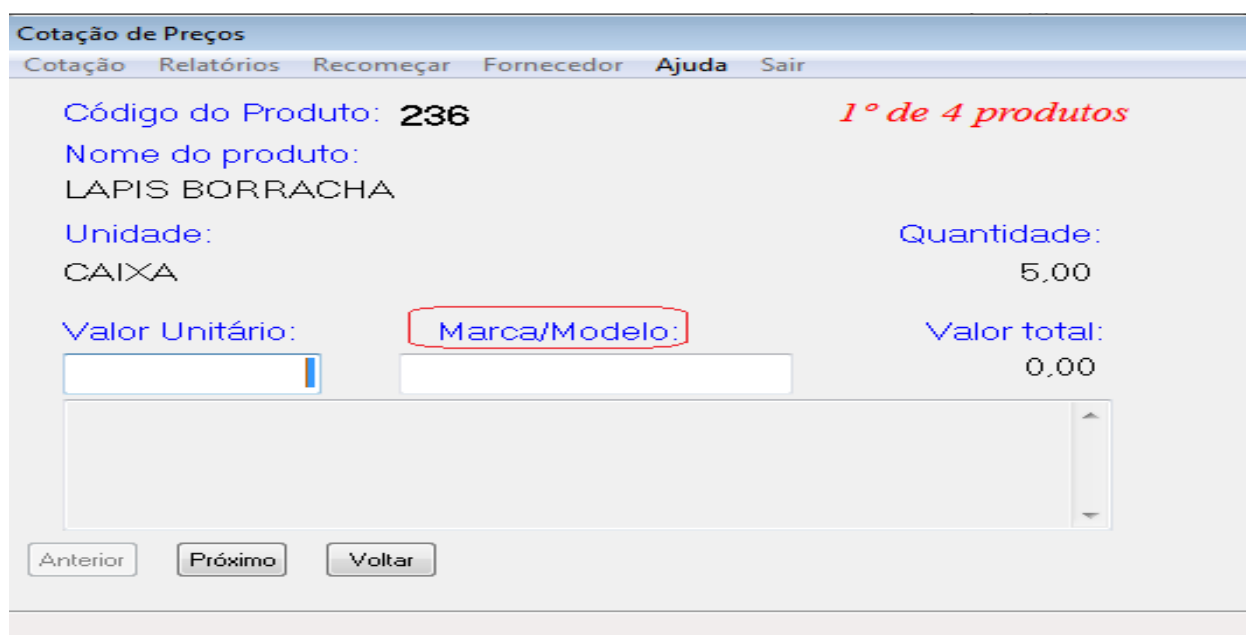 Cotação de Preços
Cotação Relatórios Recomeçar Fornecedor Ajuda Sair
Código do Produto: 236 1º de 4 produtos
Nome do produto:
LAPIS BORRACHA
Unidade: Quantidade:
CAIXA 5,00
Valor Unitário: Marca/Modelo: Valor total:
0,00
Anterior Próximo Voltar